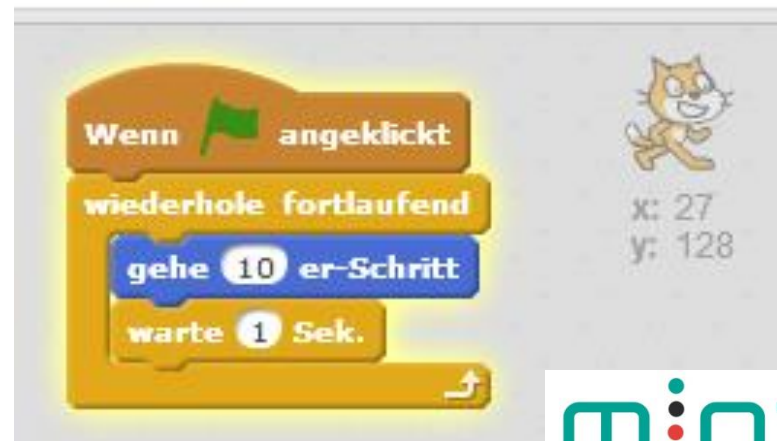 Wenn angeklickt
wiederhole fortlaufend
gehe 10 er-Schritt
warte 1 Sek.
x: 27
y: 128